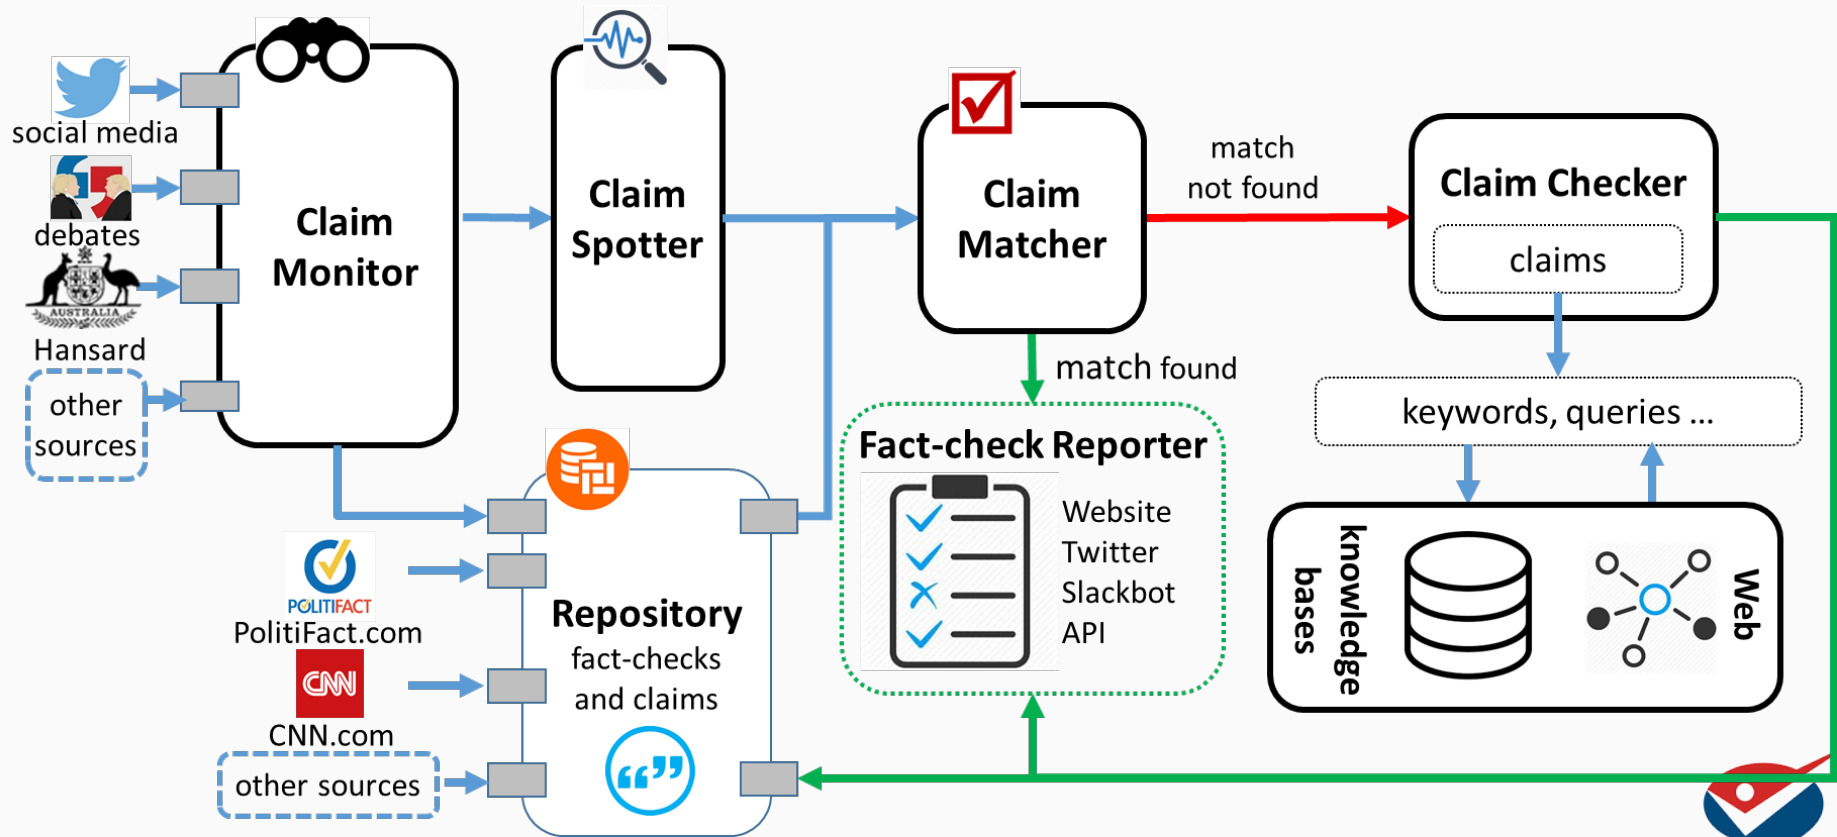 social media
debates
AUSTRALIA
Hansard
other
sources
Claim
Monitor
Claim
Spotter
Claim
Matcher
match
not found
Claim Checker
claims
match found
keywords, queries ...
Fact-check Reporter
Website
Twitter
Slackbot
API
knowledge
bases
Web
POLITIFACT
PolitiFact.com
CNN
CNN.com
other sources
Repository
fact-checks
and claims